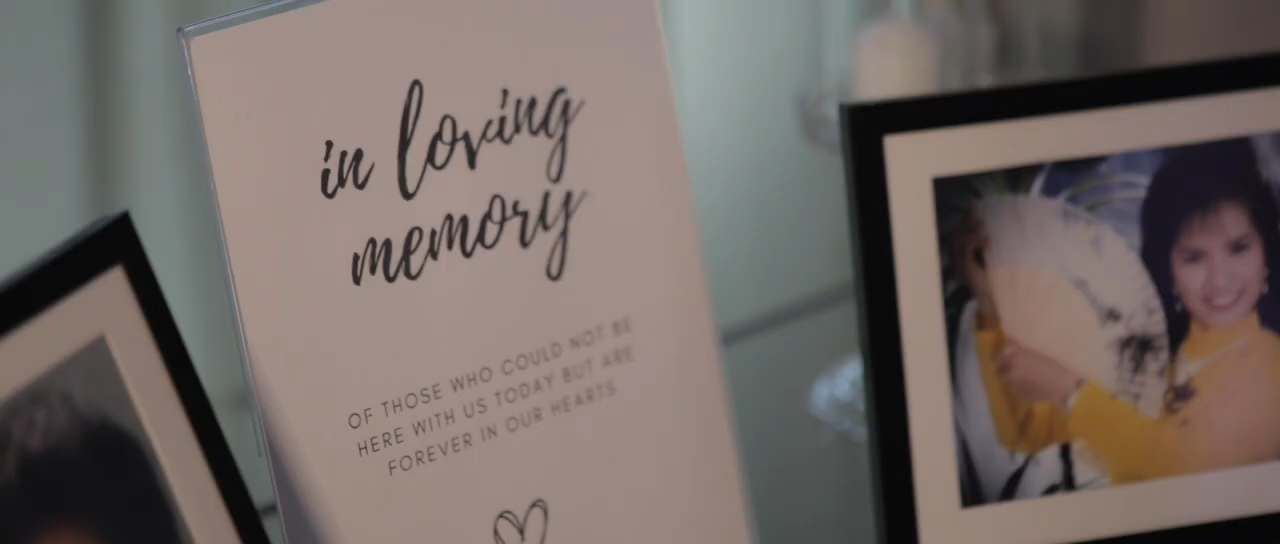 in loving
memory
OF THOSE WHO COULD NOT BE
HERE WITH US TODAY BUT ARE
FOREVER IN OUR HEARTS